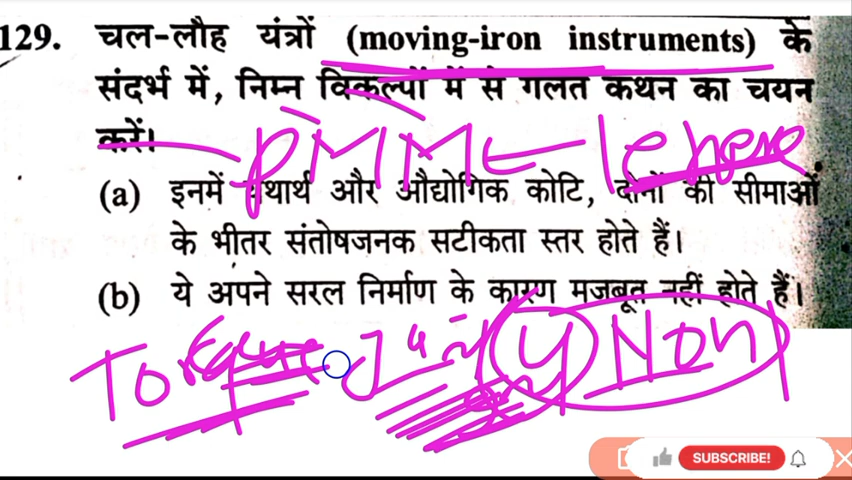 129. चल-लौह यंत्रों (moving-iron instruments) के
संदर्भ में, निम्न विकल्पों में से गलत कथन का चयन
करें।
PMMC
(a) इनमें यथार्थ और औद्योगिक कोटि, दोनों की सीमाओं
के भीतर संतोषजनक सटीकता स्तर होते हैं।
(b) ये अपने सरल निर्माण के कारण मजबूत नहीं होते हैं।
Torque
SUBSCRIBE!